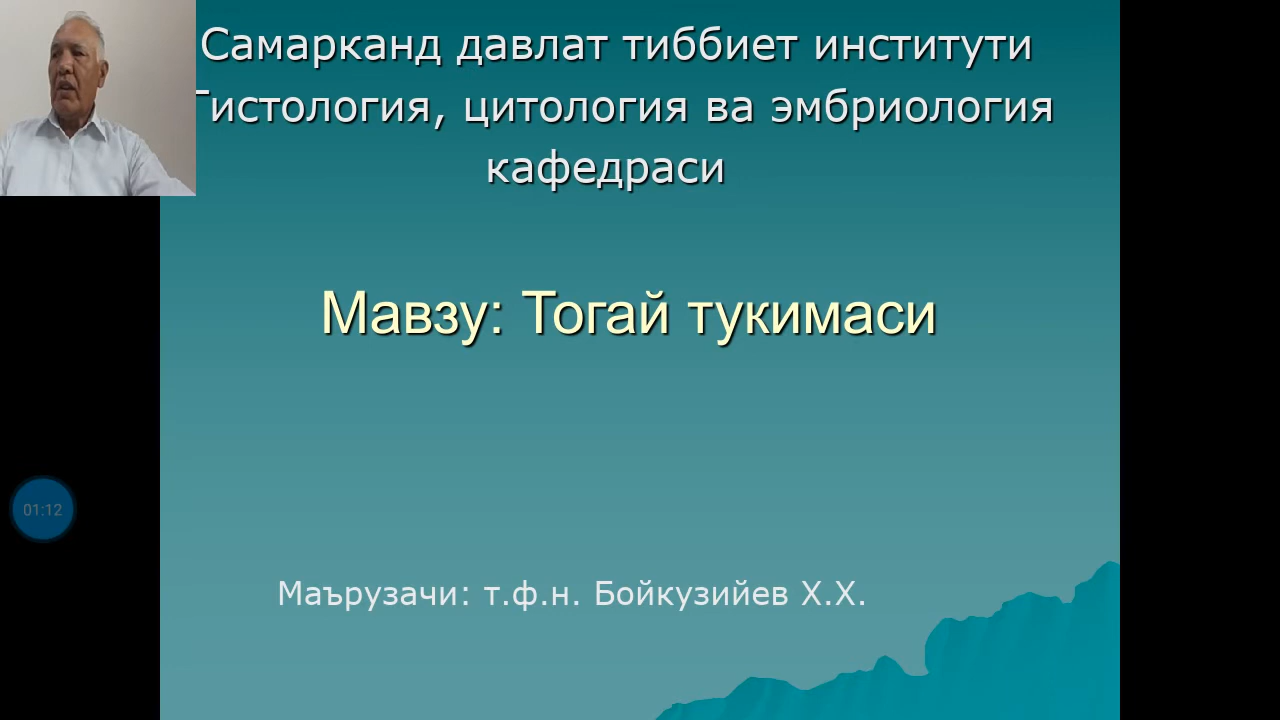 Самарканд давлат тиббиет институти
Гистология, цитология ва эмбриология
кафедраси
Мавзу: Тогай тукимаси
01:12
Маърузачи: т.ф.н. Бойкузийев Х.Х.